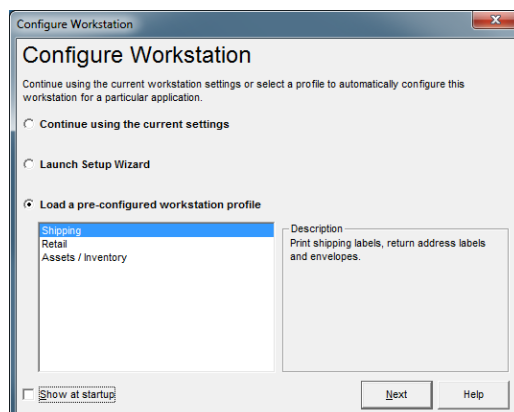 Configure Workstation
Configure Workstation
Continue using the current workstation settings or select a profile to automatically configure this
workstation for a particular application.
Continue using the current settings
Launch Setup Wizard
Load a pre-configured workstation profile
Shipping
Retail
Assets / Inventory
Description
Print shipping labels, return address labels
and envelopes.
Show at startup
Next
Help